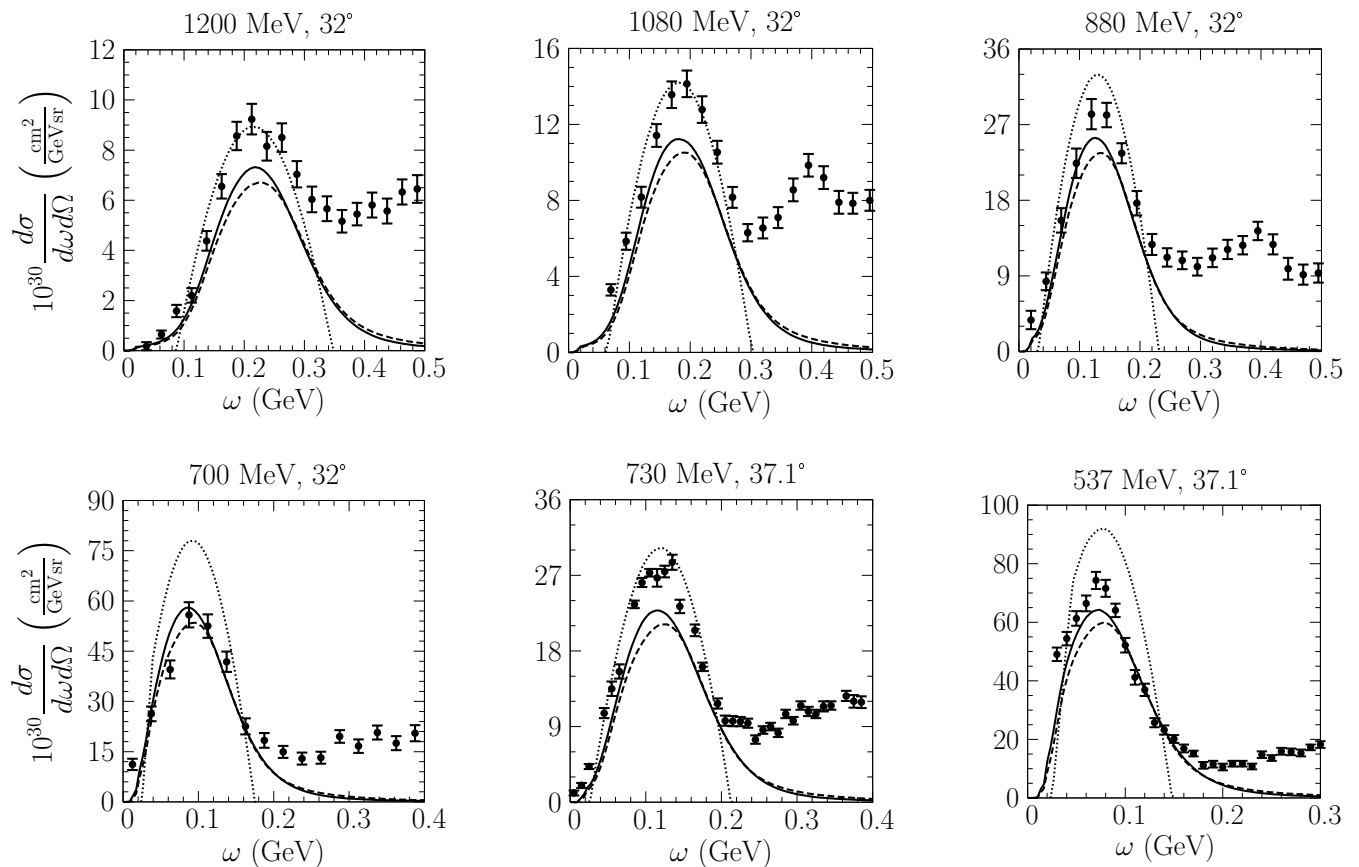 1200 MeV, 32°
1080 MeV, 32°
880 MeV, 32°
12
10
8
6
4
2
0
10^30 dσ/dωdΩ (cm²/GeVsr)
0 0.1 0.2 0.3 0.4 0.5
ω (GeV)
16
12
8
4
0
0 0.1 0.2 0.3 0.4 0.5
ω (GeV)
36
27
18
9
0
0 0.1 0.2 0.3 0.4 0.5
ω (GeV)
700 MeV, 32°
730 MeV, 37.1°
537 MeV, 37.1°
90
75
60
45
30
15
0
10^30 dσ/dωdΩ (cm²/GeVsr)
0 0.1 0.2 0.3 0.4
ω (GeV)
36
27
18
9
0
0 0.1 0.2 0.3 0.4
ω (GeV)
100
80
60
40
20
0
0 0.1 0.2 0.3
ω (GeV)